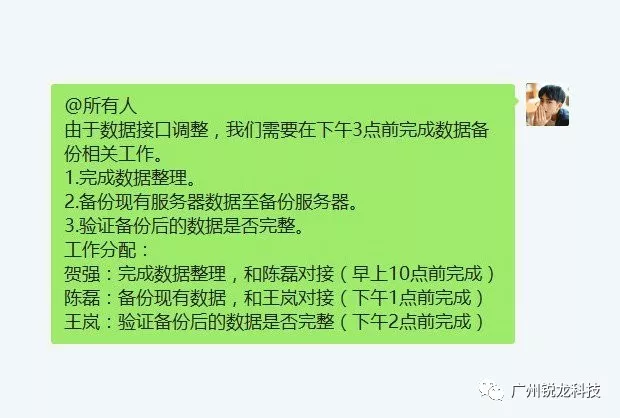 @所有人
由于数据接口调整，我们需要在下午3点前完成数据备
份相关工作。
1.完成数据整理。
2.备份现有服务器数据至备份服务器。
3.验证备份后的数据是否完整。
工作分配：
贺强：完成数据整理，和陈磊对接（早上10点前完成）
陈磊：备份现有数据，和王岚对接（下午1点前完成）
王岚：验证备份后的数据是否完整（下午2点前完成）
广州锐龙科技